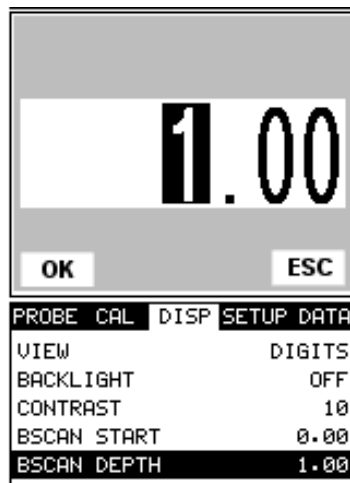 1.00
OK ESC
PROBE CAL DISP SETUP DATA
VIEW DIGITS
BACKLIGHT OFF
CONTRAST 10
BSCAN START 0.00
BSCAN DEPTH 1.00